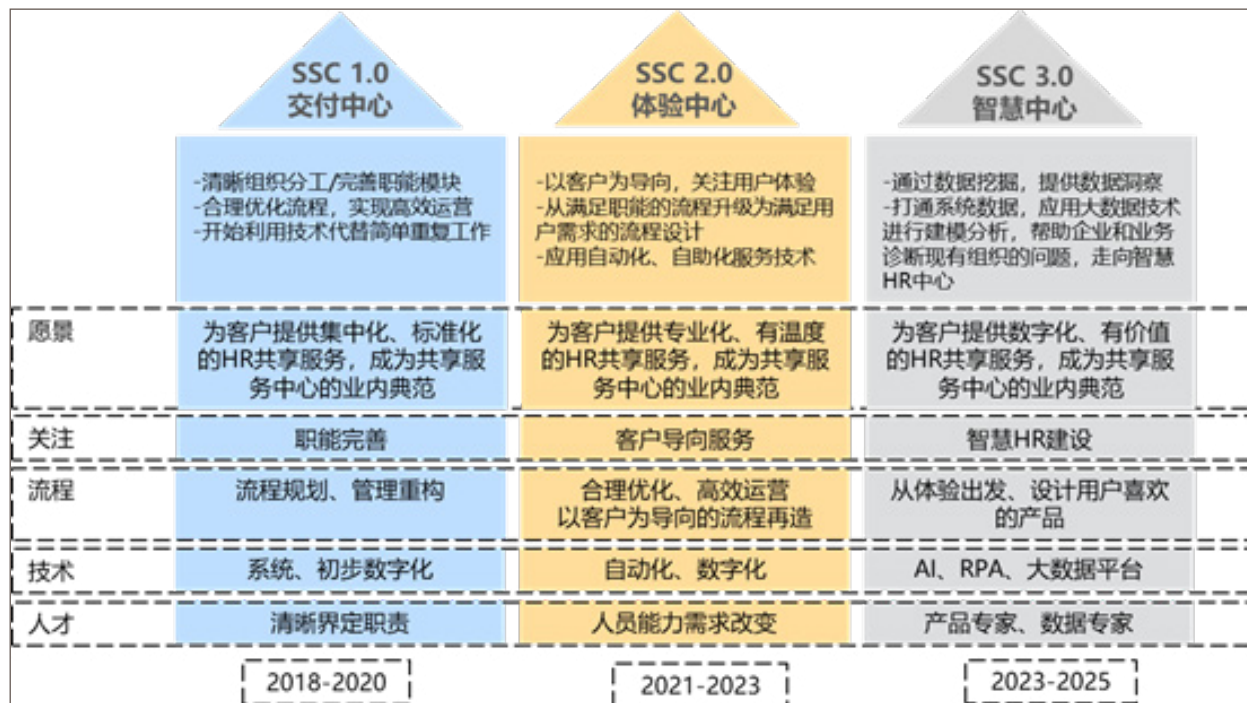 SSC 1.0
交付中心
SSC 2.0
体验中心
SSC 3.0
智慧中心
-清晰组织分工/完善职能模块
-合理优化流程，实现高效运营
-开始利用技术代替简单重复工作
-以客户为导向，关注用户体验
-从满足职能的流程升级为满足用
户需求的流程设计
-应用自动化、自助化服务技术
-通过数据挖掘，提供数据洞察
-打通系统数据，应用大数据技术
进行建模分析，帮助企业和业务
诊断现有组织的问题，走向智慧
HR中心
愿景
为客户提供集中化、标准化
的HR共享服务，成为共享服
务中心的业内典范
为客户提供专业化、有温度
的HR共享服务，成为共享服
务中心的业内典范
为客户提供数字化、有价值
的HR共享服务，成为共享服
务中心的业内典范
关注
职能完善
客户导向服务
智慧HR建设
流程
流程规划、管理重构
合理优化、高效运营
以客户为导向的流程再造
从体验出发、设计用户喜欢
的产品
技术
系统、初步数字化
自动化、数字化
AI、RPA、大数据平台
人才
清晰界定职责
人员能力需求改变
产品专家、数据专家
2018-2020
2021-2023
2023-2025